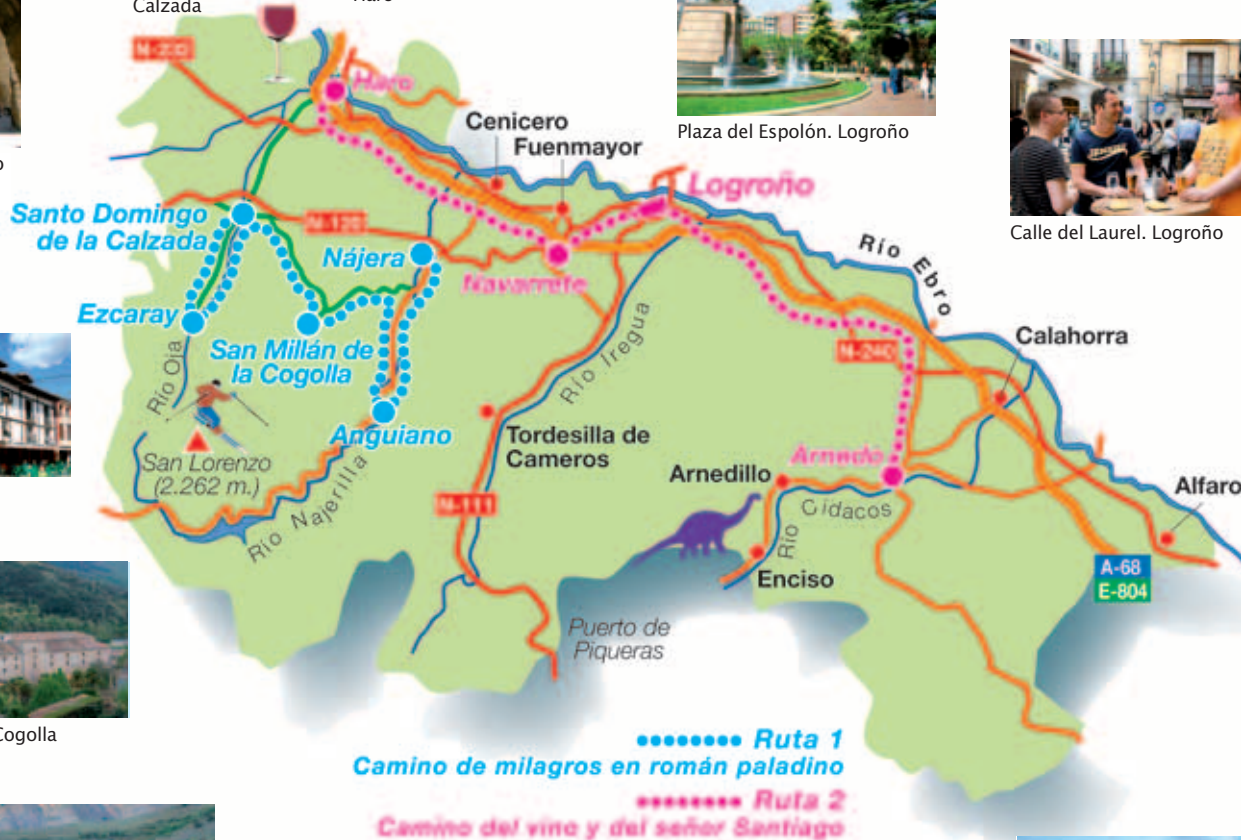 Calzada
Haro
N-232
Haro
Cenicero
Fuenmayor
Plaza del Espolón. Logroño
Calle del Laurel. Logroño
Logroño
Santo Domingo
de la Calzada
N-120
Nájera
Navarrete
Río Ebro
Ezcaray
San Millán de
la Cogolla
Río Oja
Río Iregua
N-240
Calahorra
Anguiano
San Lorenzo
(2.262 m.)
Río Najerilla
Tordesilla de
Cameros
Arnedo
Arnedillo
Río Cidacos
Alfaro
N-111
Enciso
A-68
E-804
Puerto de
Piqueras
Cogolla
Ruta 1
Camino de milagros en román paladino
Ruta 2
Camino del vino y del señor Santiago